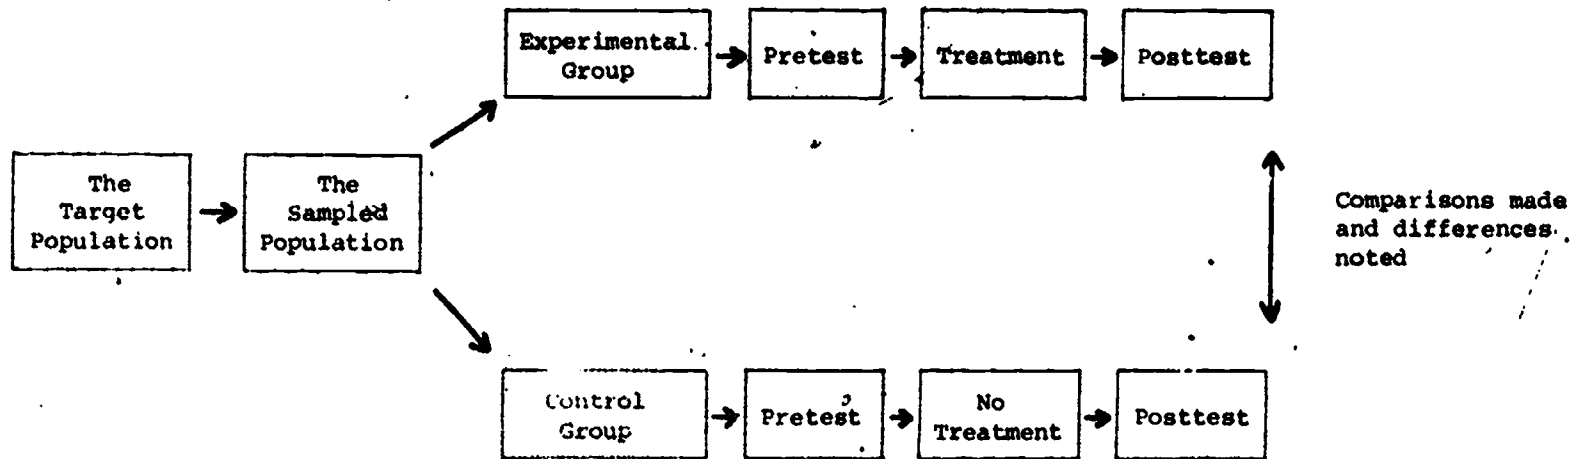 Experimental
Group
Pretest
Treatment
Posttest
The
Target
Population
The
Sampled
Population
Comparisons made
and differences
noted
Control
Group
Pretest
No
Treatment
Posttest